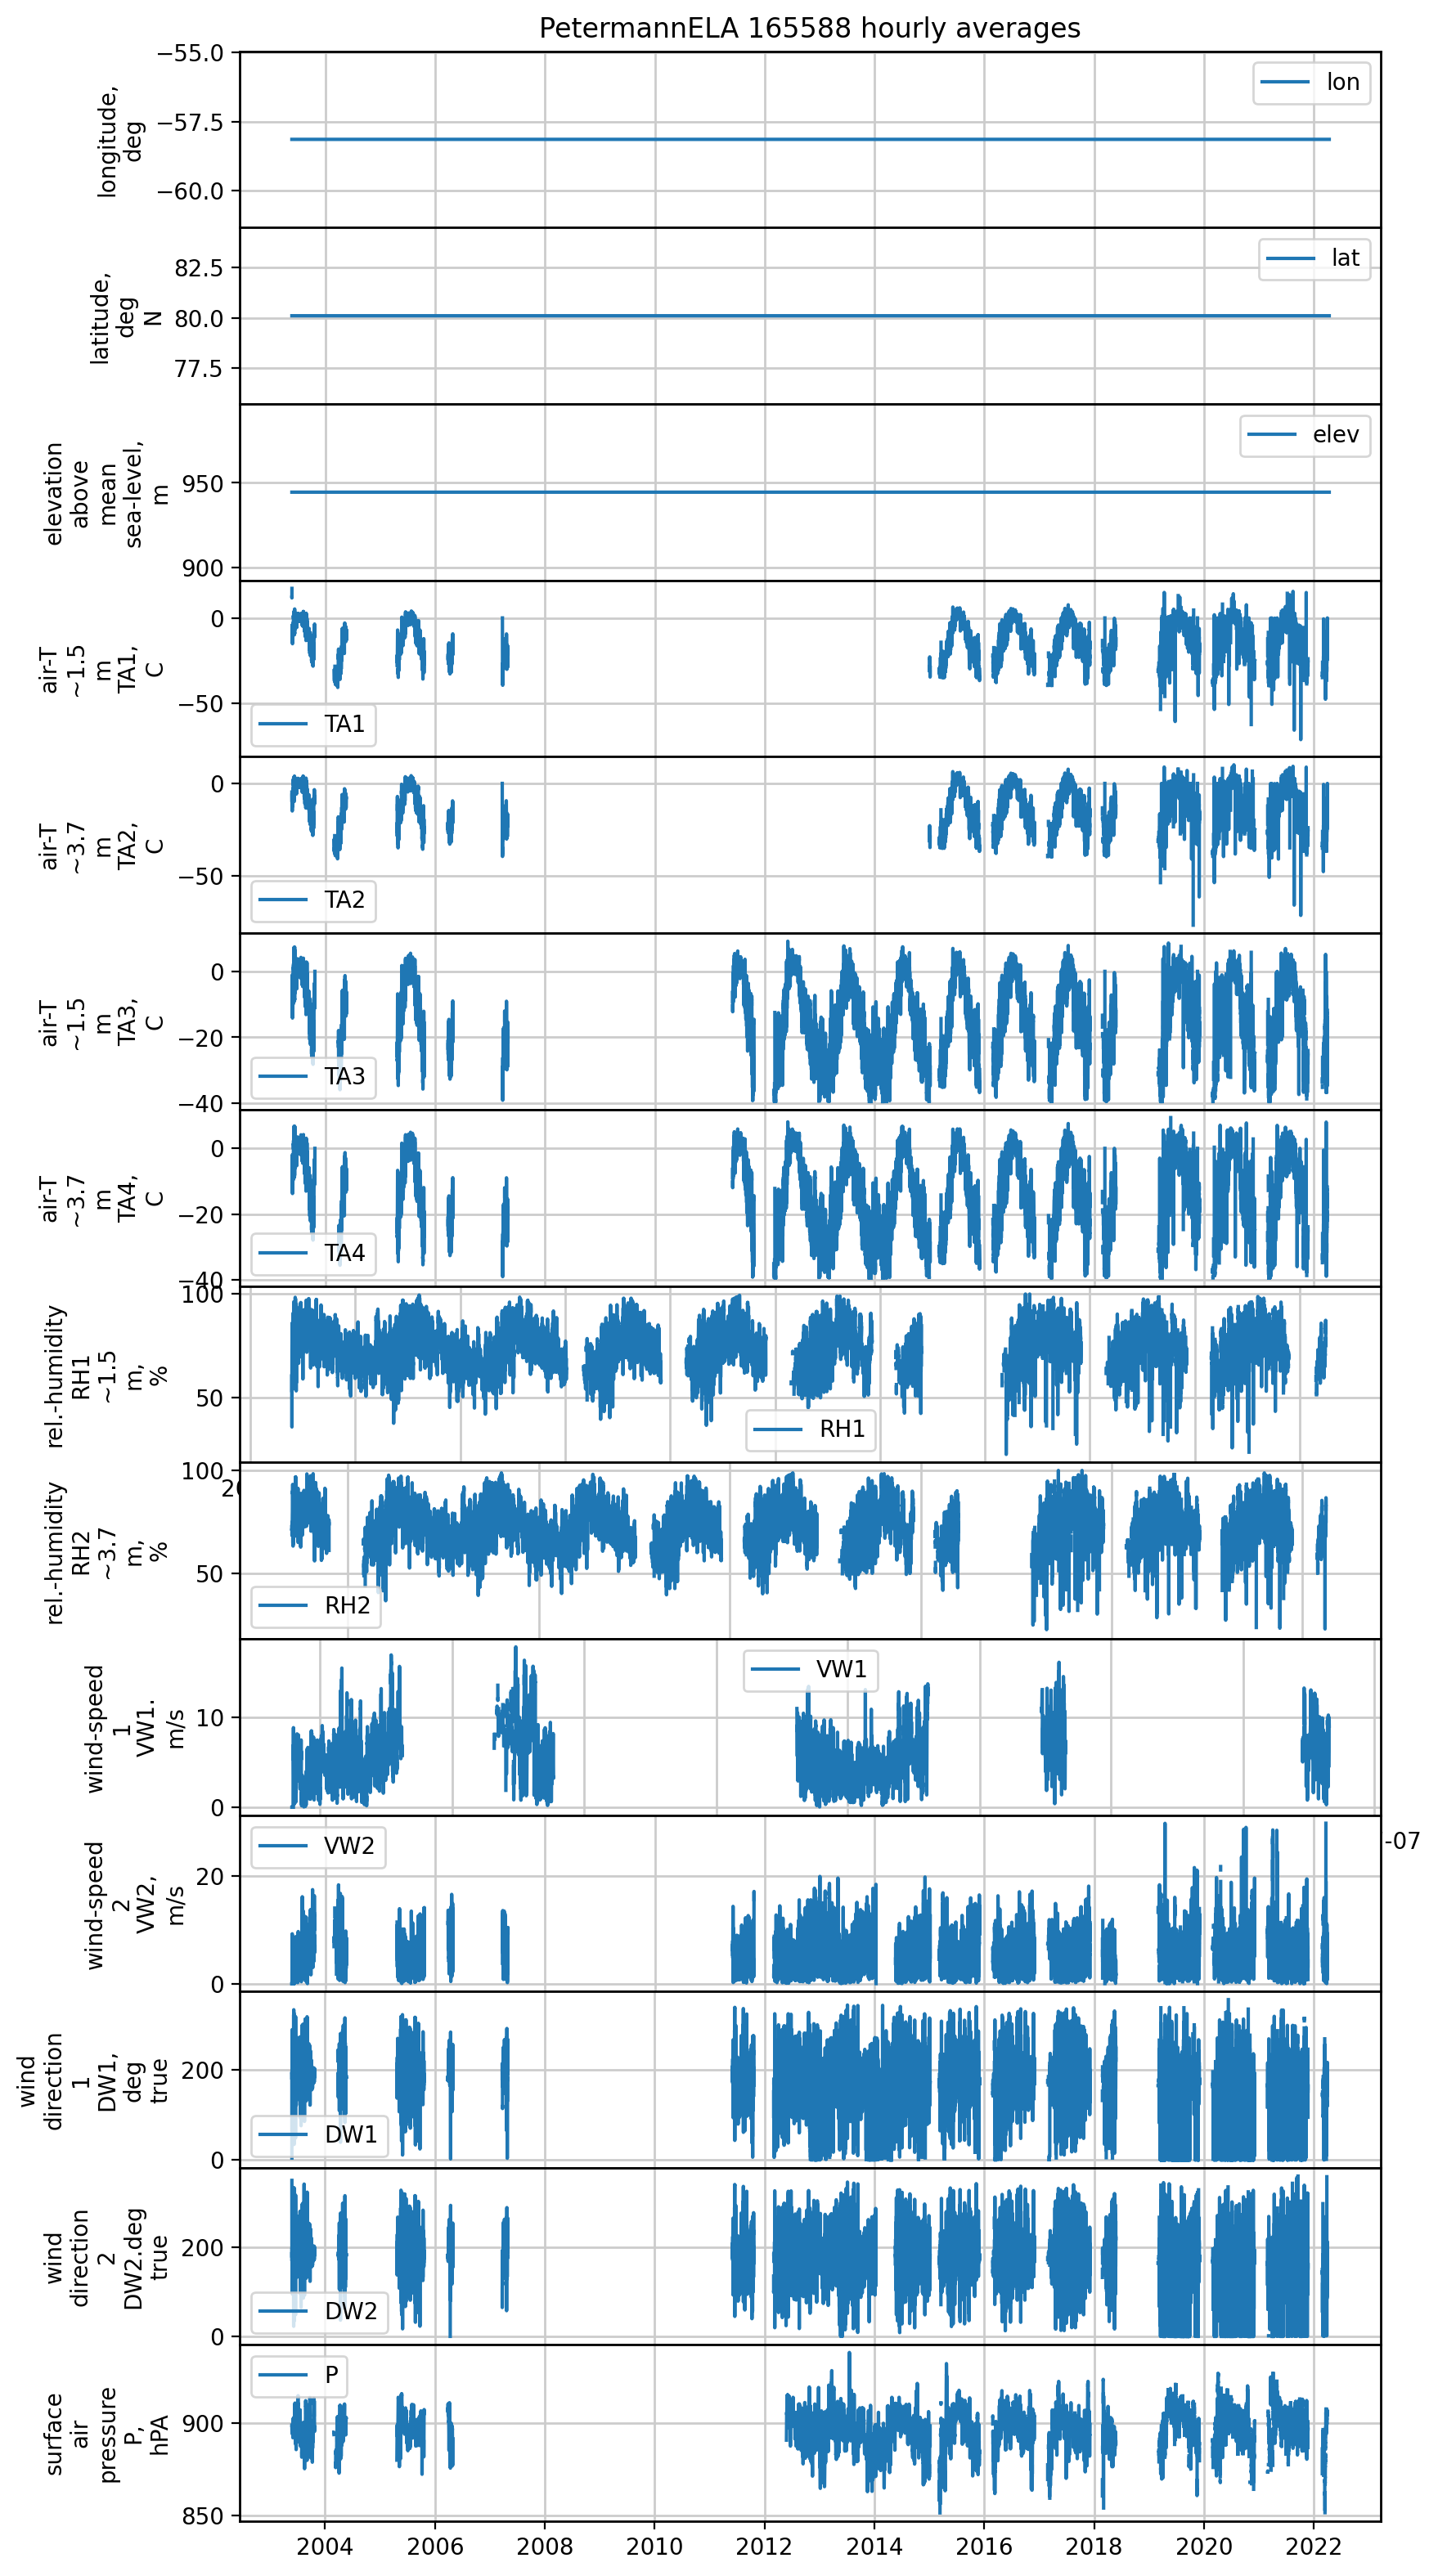 PetermannELA 165588 hourly averages
longitude,
deg
−55.0
−57.5
−60.0
lon
latitude,
deg
N
82.5
80.0
77.5
lat
elevation
above
mean
sea-level,
m
950
900
elev
air-T
~1.5
m
TA1,
C
0
−50
TA1
air-T
~3.7
m
TA2,
C
0
−50
TA2
air-T
~1.5
m
TA3,
C
0
−20
−40
TA3
air-T
~3.7
m
TA4,
C
0
−20
−40
TA4
rel.-humidity
RH1
~1.5
m,
%
100
50
RH1
rel.-humidity
RH2
~3.7
m,
%
100
50
RH2
wind-speed
1
VW1.
m/s
10
0
VW1
wind-speed
2
VW2,
m/s
20
0
VW2
-07
wind
direction
1
DW1,
deg
true
200
0
DW1
wind
direction
2
DW2.deg
true
200
0
DW2
surface
air
pressure
P,
hPA
900
850
P
2004 2006 2008 2010 2012 2014 2016 2018 2020 2022